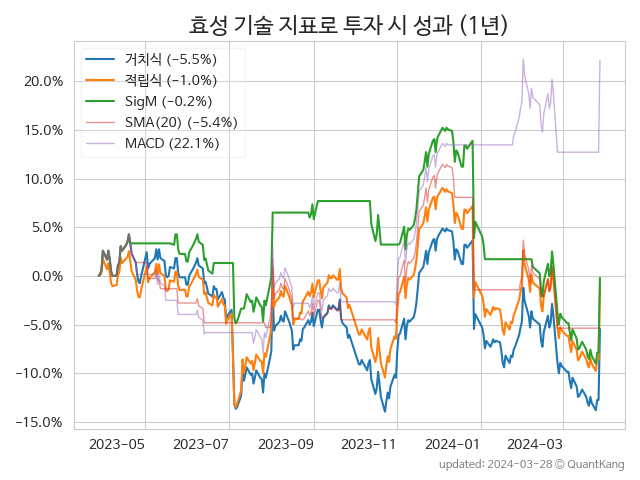 효성 기술 지표로 투자 시 성과 (1년)
거치식 (−5.5%)
적립식 (−1.0%)
SigM (−0.2%)
SMA(20) (−5.4%)
MACD (22.1%)
20.0%
15.0%
10.0%
5.0%
0.0%
−5.0%
−10.0%
−15.0%
2023-05 2023-07 2023-09 2023-11 2024-01 2024-03
updated: 2024-03-28 © QuantKang